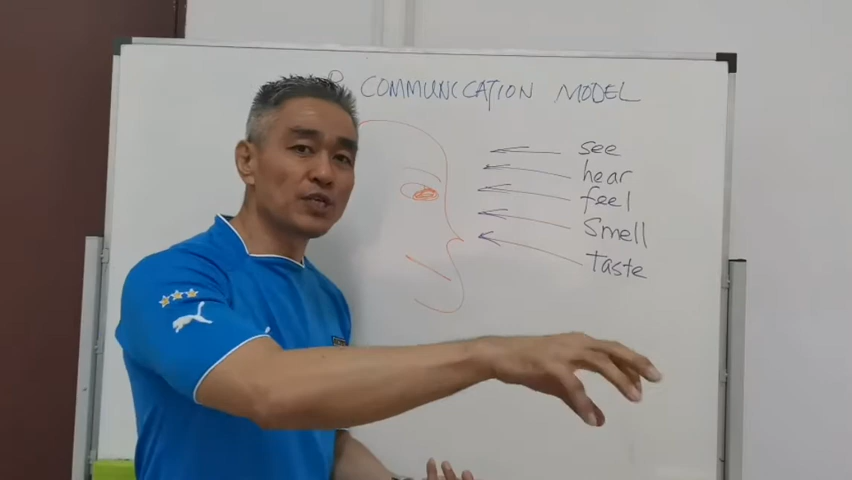 COMMUNICATION MODEL
see
hear
feel
Smell
taste